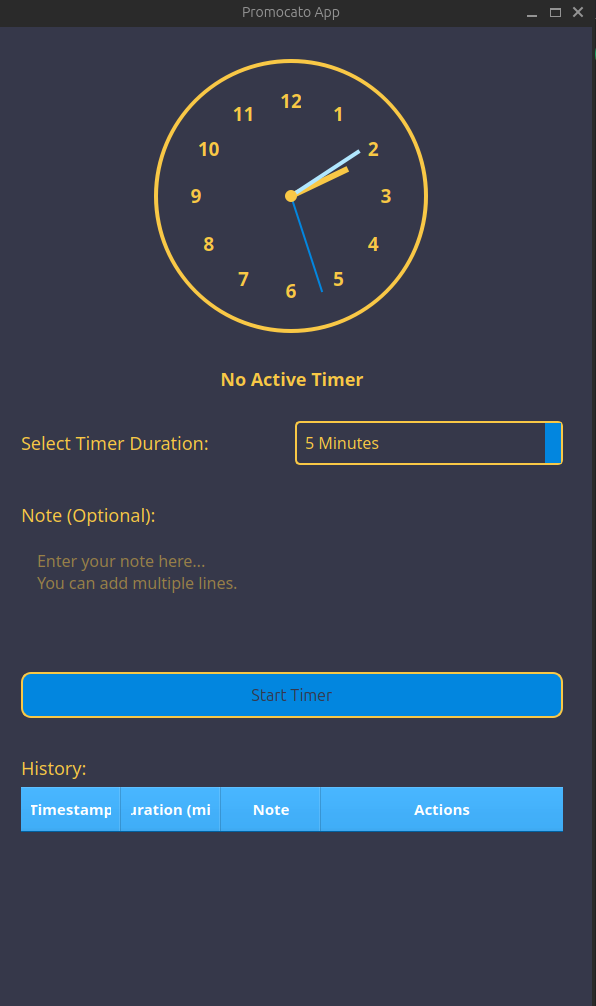 Promocato App
12
11
1
10
2
9
3
8
4
7
5
6
No Active Timer
Select Timer Duration:
5 Minutes
Note (Optional):
Enter your note here...
You can add multiple lines.
Start Timer
History:
Timestamp uration (mi Note Actions